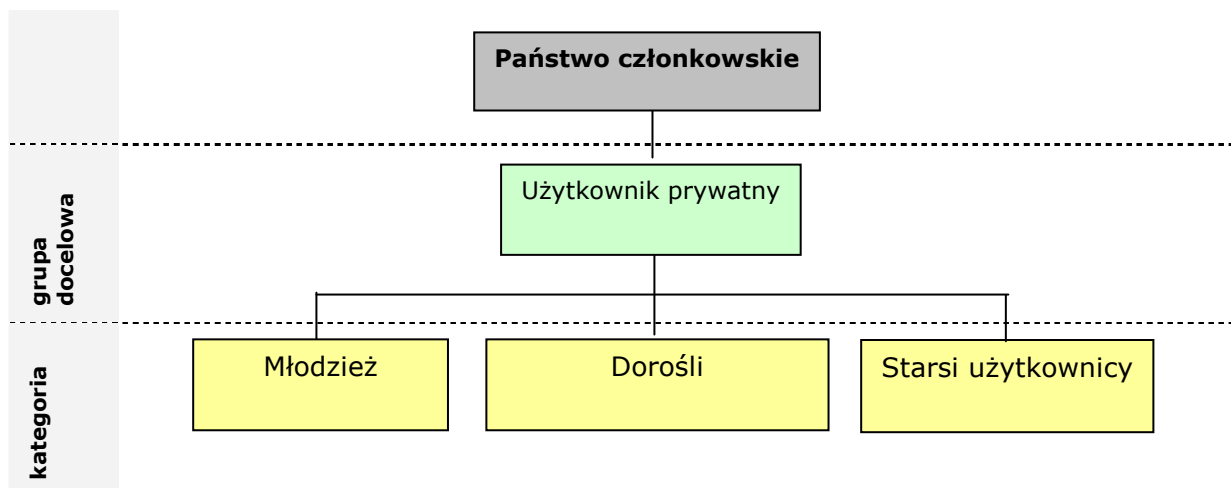 Państwo członkowskie
grupa
docelowa
Użytkownik prywatny
kategoria
Młodzież
Dorośli
Starsi użytkownicy